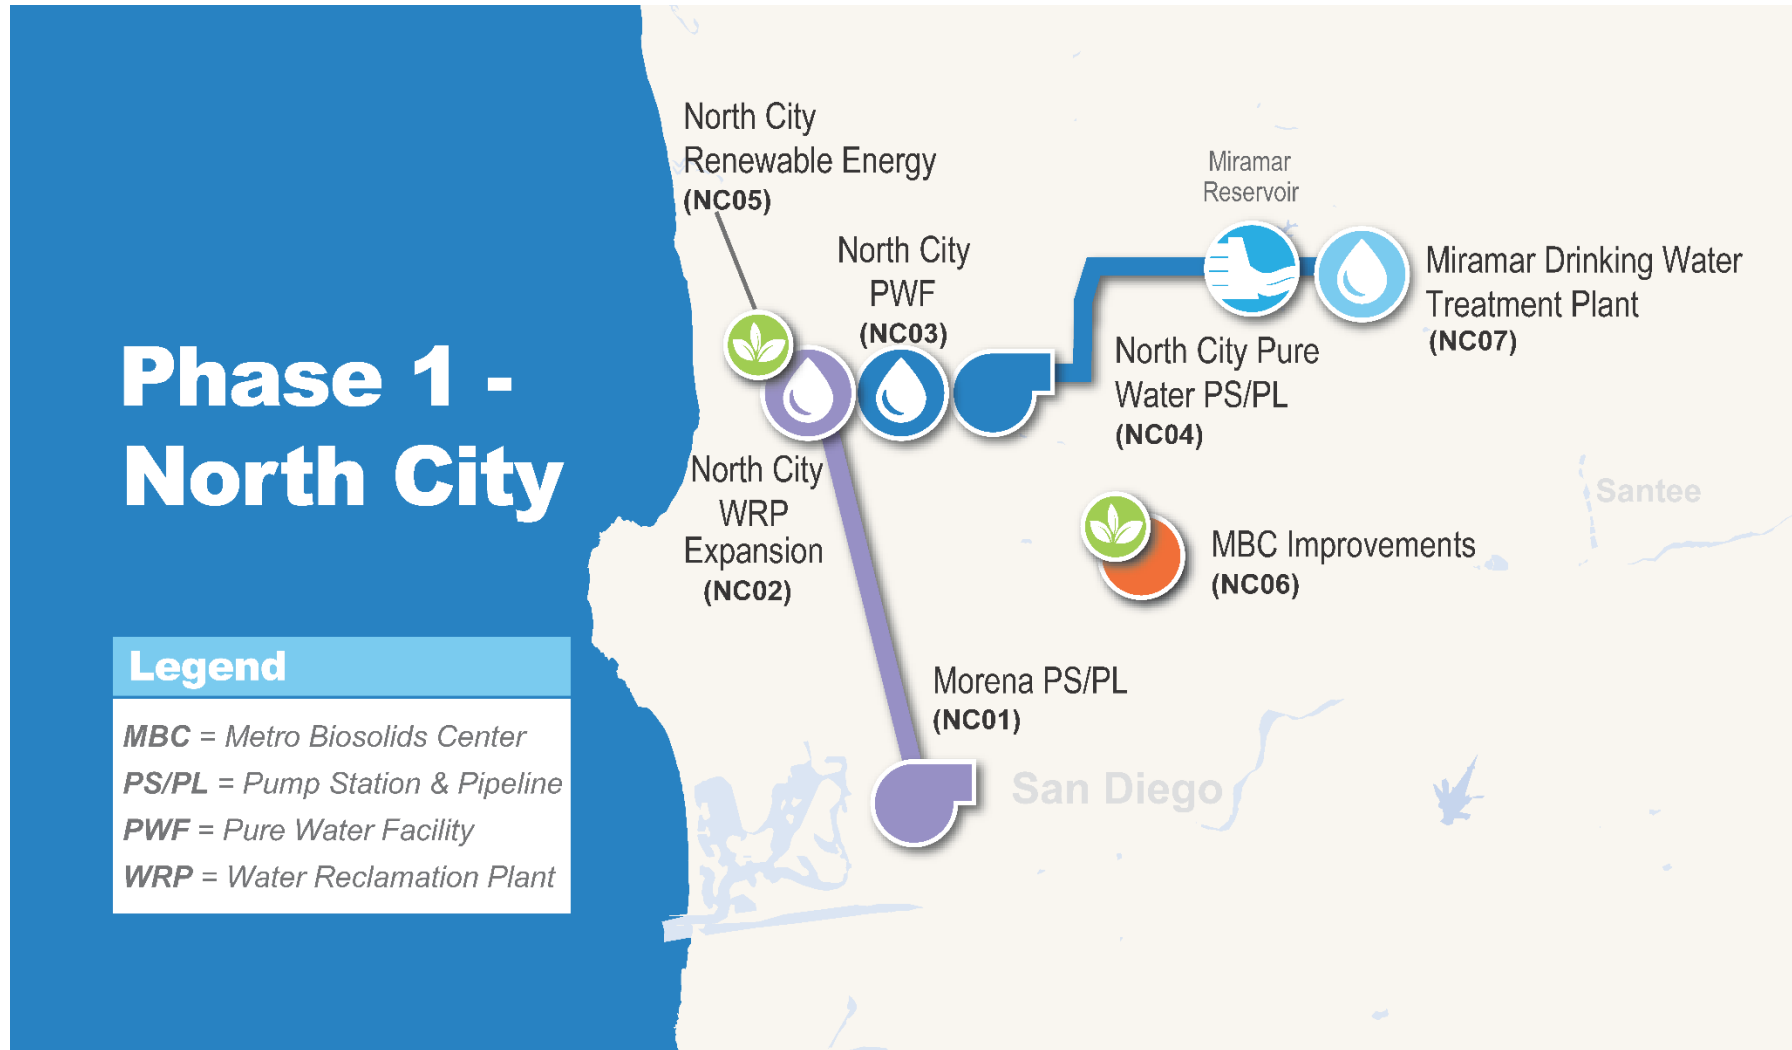 Phase 1 -
North City
Legend
MBC = Metro Biosolids Center
PS/PL = Pump Station & Pipeline
PWF = Pure Water Facility
WRP = Water Reclamation Plant
North City
Renewable Energy
(NC05)
North City
PWF
(NC03)
Miramar
Reservoir
Miramar Drinking Water
Treatment Plant
(NC07)
North City Pure
Water PS/PL
(NC04)
North City
WRP
Expansion
(NC02)
Santee
MBC Improvements
(NC06)
Morena PS/PL
(NC01)
San Diego